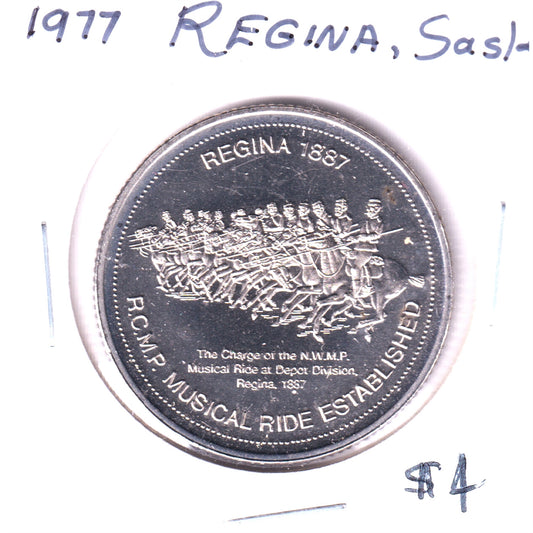 1977 REGINA, Sask
REGINA 1887
The Charge of the N.W.M.P.
Musical Ride at Depot Division,
Regina, 1887
R.C.M.P. MUSICAL RIDE ESTABLISHED
$4